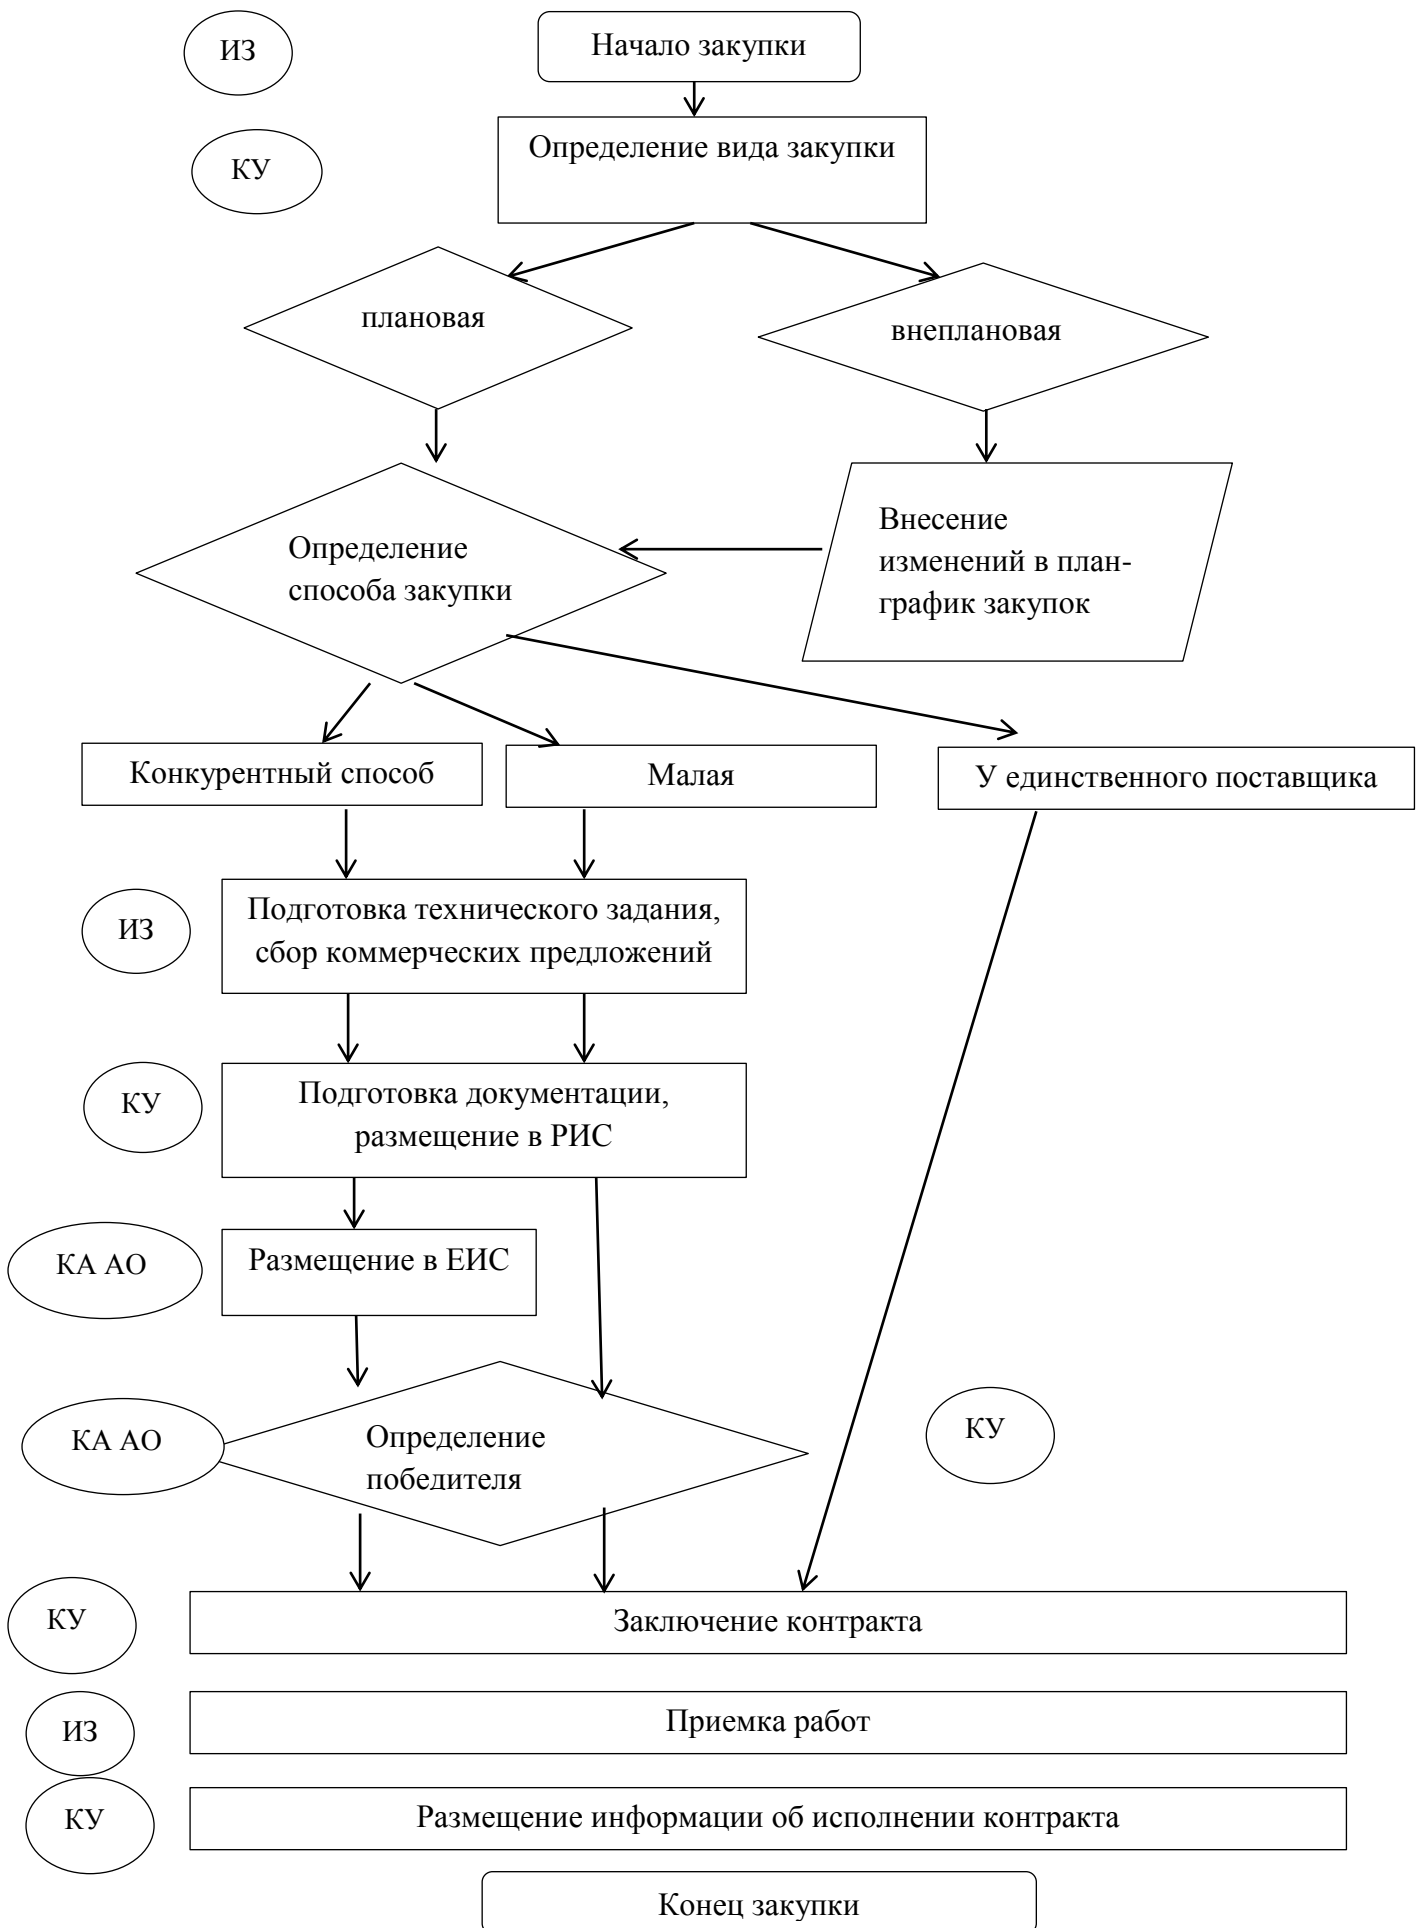 ИЗ
Начало закупки
КУ
Определение вида закупки
плановая
внеплановая
Определение
способа закупки
Внесение
изменений в план-
график закупок
Конкурентный способ
Малая
У единственного поставщика
ИЗ
Подготовка технического задания,
сбор коммерческих предложений
КУ
Подготовка документации,
размещение в РИС
КА АО
Размещение в ЕИС
КА АО
Определение
победителя
КУ
КУ
Заключение контракта
ИЗ
Приемка работ
КУ
Размещение информации об исполнении контракта
Конец закупки